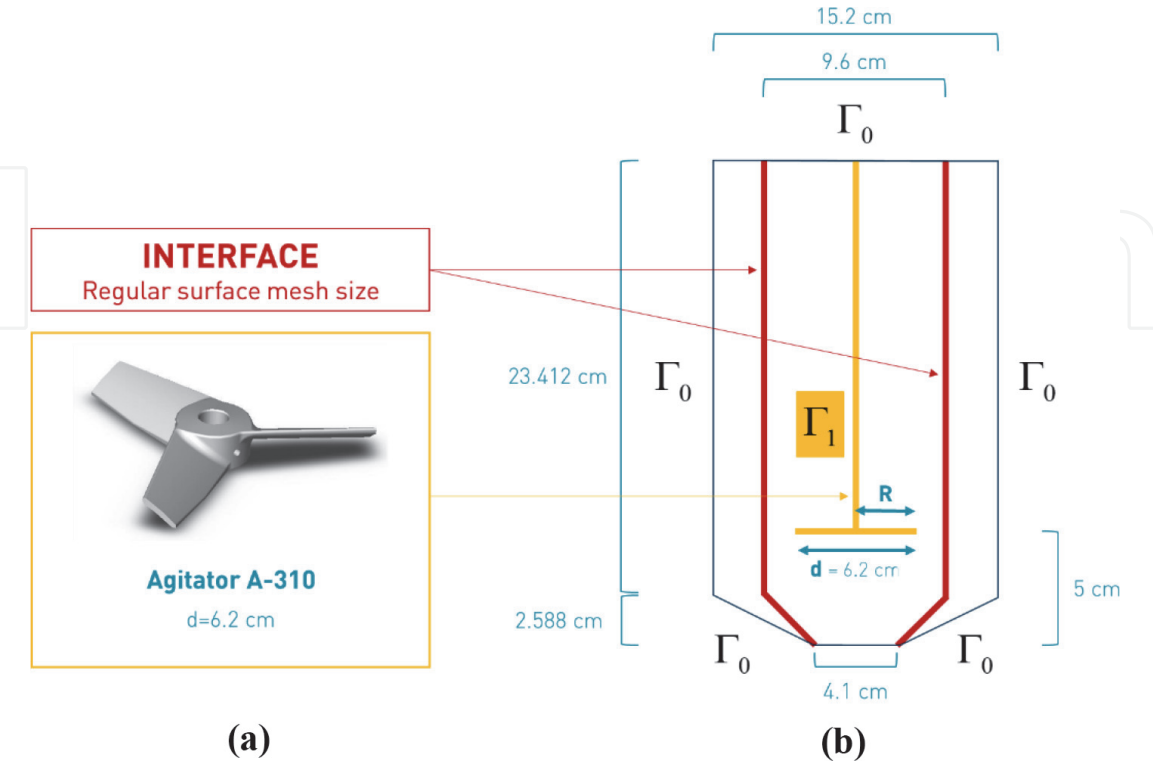 15.2 cm
9.6 cm
Γ0
INTERFACE
Regular surface mesh size
23.412 cm
Γ0
Γ0
Γ1
R
d = 6.2 cm
Agitator A-310
d=6.2 cm
5 cm
2.588 cm
Γ0
Γ0
4.1 cm
(a)
(b)